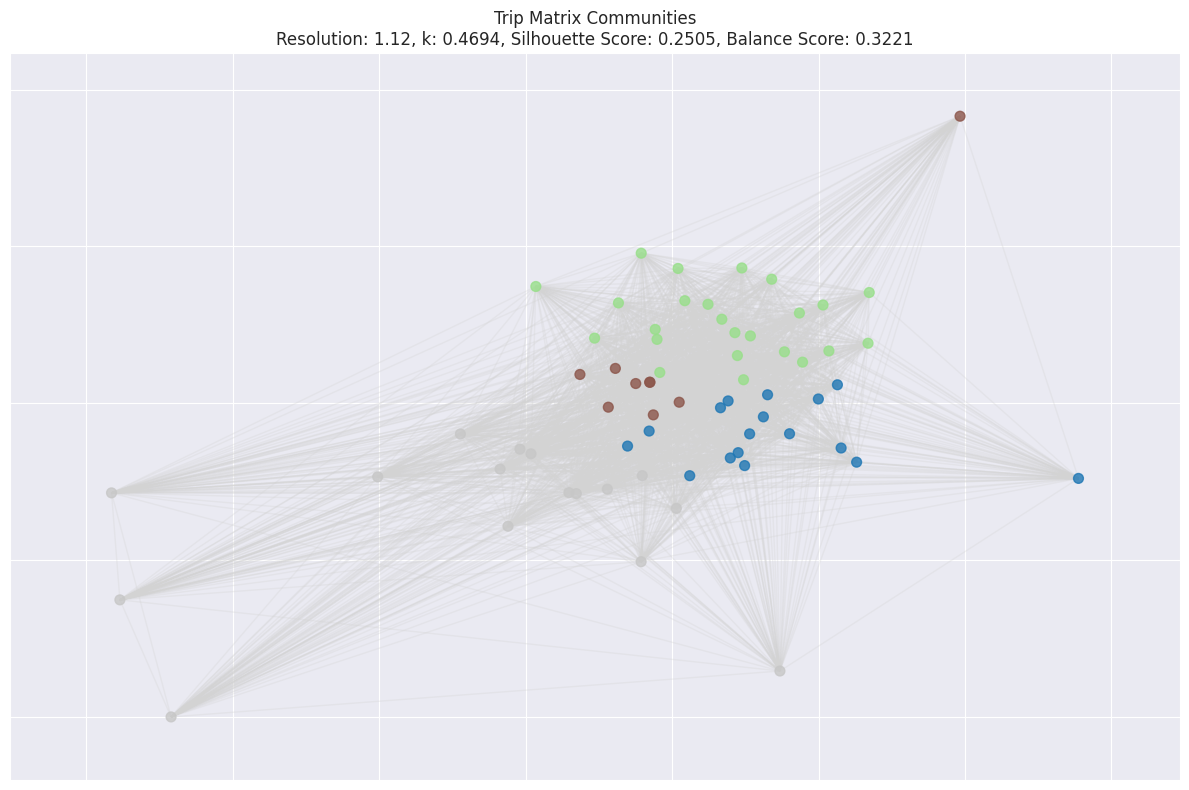 Trip Matrix Communities
Resolution: 1.12, k: 0.4694, Silhouette Score: 0.2505, Balance Score: 0.3221